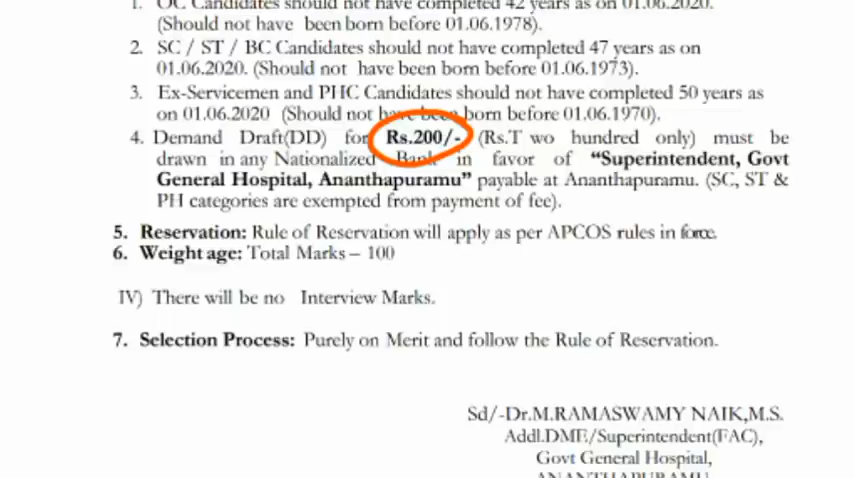 1. OC Candidates should not have completed 42 years as on 01.06.2020.
(Should not have been born before 01.06.1978).
2. SC / ST / BC Candidates should not have completed 47 years as on
01.06.2020. (Should not have been born before 01.06.1973).
3. Ex-Servicemen and PHC Candidates should not have completed 50 years as
on 01.06.2020 (Should not have been born before 01.06.1970).
4. Demand Draft(DD) for Rs.200/- (Rs.T wo hundred only) must be
drawn in any Nationalized Bank in favor of “Superintendent, Govt
General Hospital, Ananthapuramu” payable at Ananthapuramu. (SC, ST &
PH categories are exempted from payment of fee).
5. Reservation: Rule of Reservation will apply as per APCOS rules in force.
6. Weight age: Total Marks – 100
IV) There will be no Interview Marks.
7. Selection Process: Purely on Merit and follow the Rule of Reservation.
Sd/-Dr.M.RAMASWAMY NAIK,M.S.
Addl.DME/Superintendent(FAC),
Govt General Hospital,
ANANTHAPURAMU